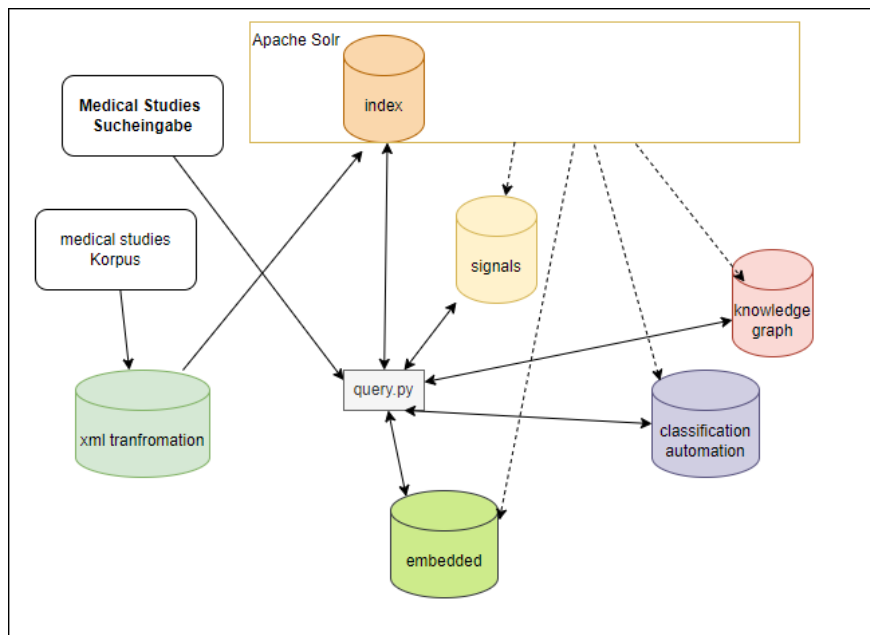 Apache Solr
index
Medical Studies
Sucheingabe
medical studies
Korpus
signals
knowledge
graph
query.py
xml tranfromation
classification
automation
embedded